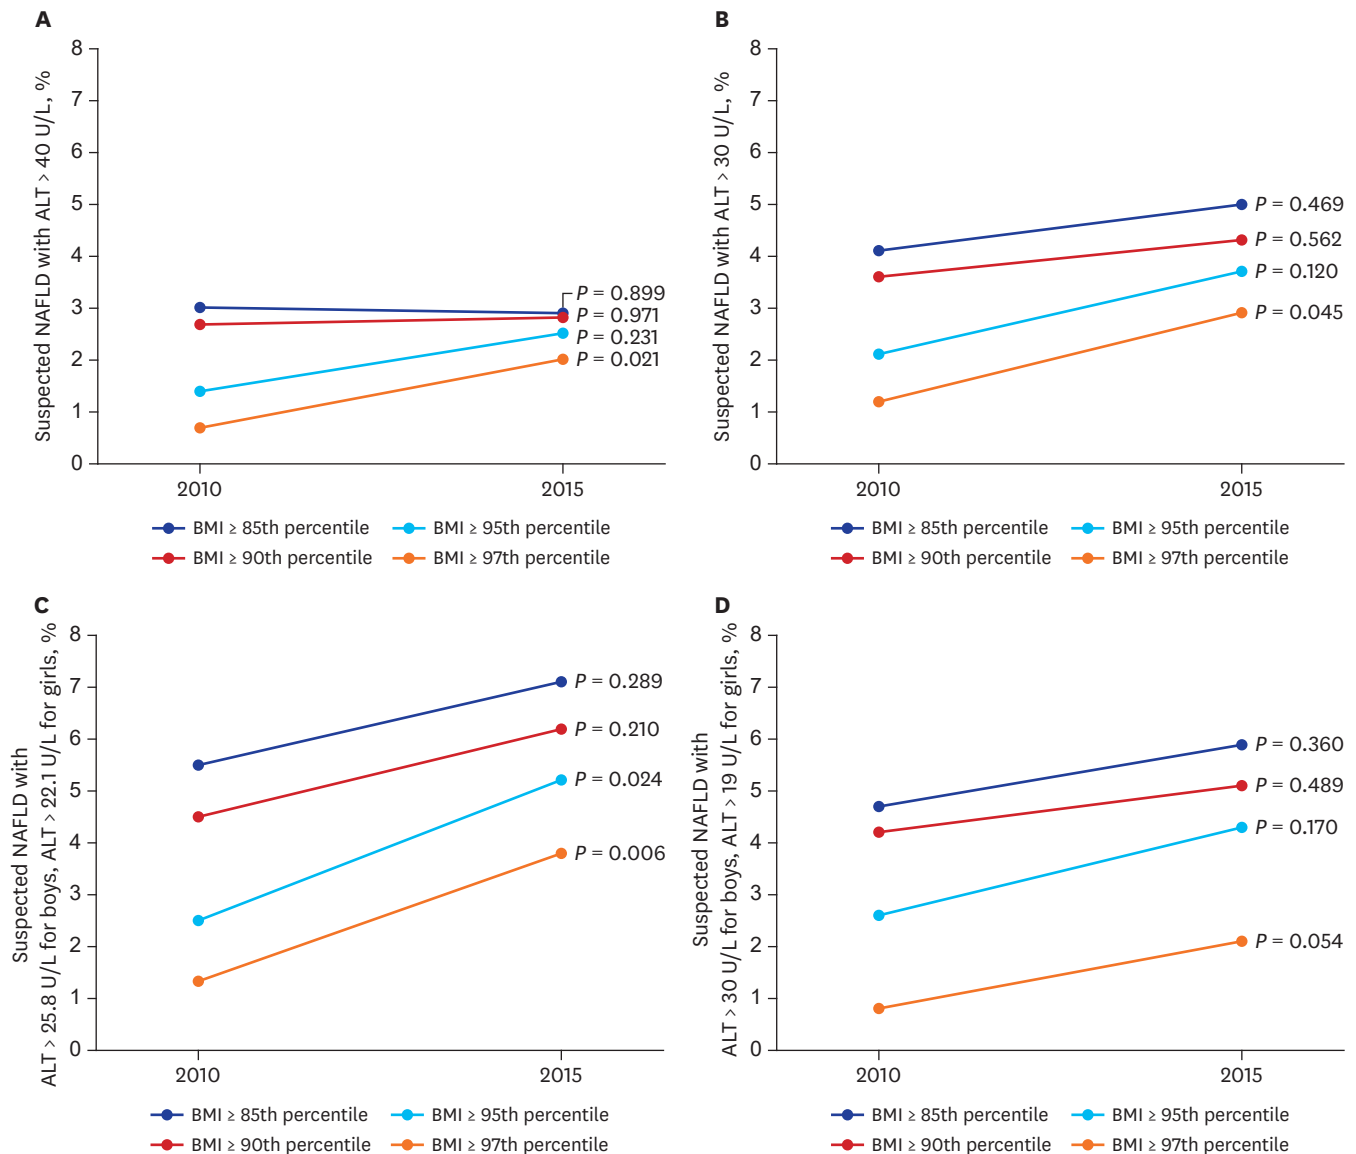 A
Suspected NAFLD with ALT > 40 U/L, %
8
7
6
5
4
3
2
1
0
P = 0.899
P = 0.971
P = 0.231
P = 0.021
2010
2015
BMI ≥ 85th percentile
BMI ≥ 95th percentile
BMI ≥ 90th percentile
BMI ≥ 97th percentile
B
Suspected NAFLD with ALT > 30 U/L, %
8
7
6
5
4
3
2
1
0
P = 0.469
P = 0.562
P = 0.120
P = 0.045
2010
2015
BMI ≥ 85th percentile
BMI ≥ 95th percentile
BMI ≥ 90th percentile
BMI ≥ 97th percentile
C
Suspected NAFLD with
ALT > 25.8 U/L for boys, ALT > 22.1 U/L for girls, %
8
7
6
5
4
3
2
1
0
P = 0.289
P = 0.210
P = 0.024
P = 0.006
2010
2015
BMI ≥ 85th percentile
BMI ≥ 95th percentile
BMI ≥ 90th percentile
BMI ≥ 97th percentile
D
Suspected NAFLD with
ALT > 30 U/L for boys, ALT > 19 U/L for girls, %
8
7
6
5
4
3
2
1
0
P = 0.360
P = 0.489
P = 0.170
P = 0.054
2010
2015
BMI ≥ 85th percentile
BMI ≥ 95th percentile
BMI ≥ 90th percentile
BMI ≥ 97th percentile